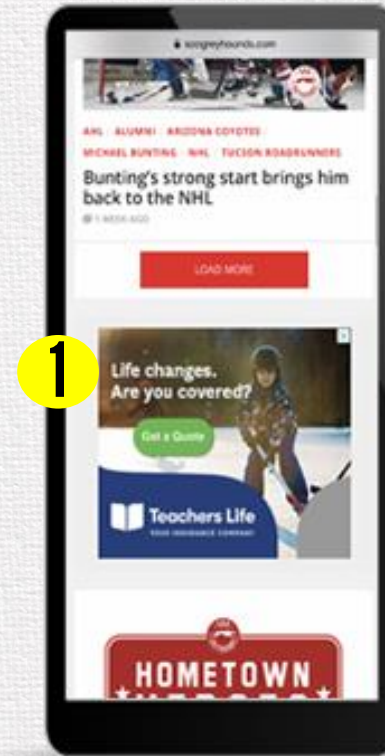 soogreyhounds.com
AHL ALUMNI ARIZONA COYOTES
MICHAEL BUNTING NHL TUCSON ROADRUNNERS
Bunting's strong start brings him
back to the NHL
1 WEEK AGO
LOAD MORE
1
Life changes.
Are you covered?
Get a Quote
Teachers Life
YOUR INSURANCE COMPANY
HOMETOWN